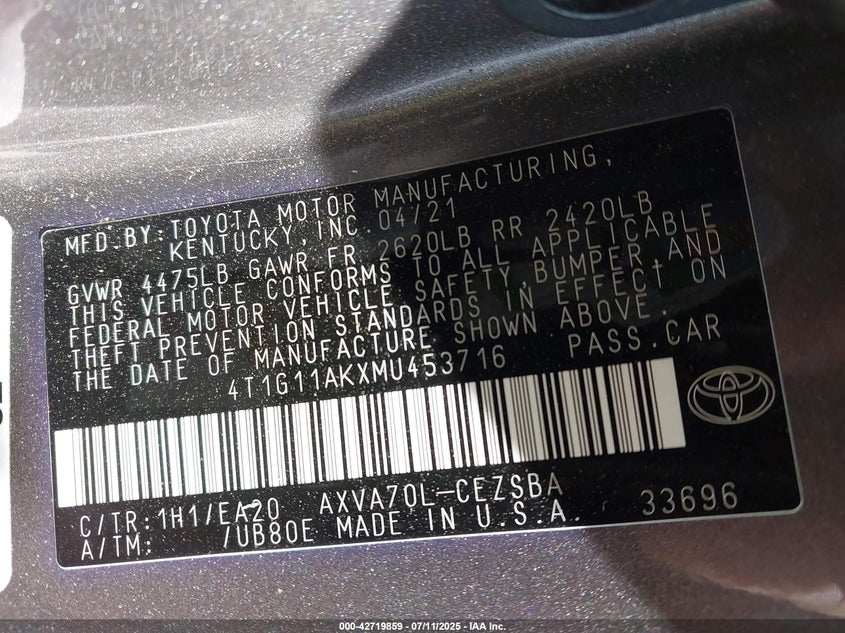 MFD.BY:TOYOTA MOTOR MANUFACTURING,
KENTUCKY,INC. 04/21
GVWR 4475LB GAWR FR 2620LB RR 2420LB
THIS VEHICLE CONFORMS TO ALL APPLICABLE
FEDERAL MOTOR VEHICLE SAFETY,BUMPER,AND
THEFT PREVENTION STANDARDS IN EFFECT ON
THE DATE OF MANUFACTURE SHOWN ABOVE.
4T1G11AKXMU453716 PASS.CAR
C/TR:1H1/EA20 AXVA70L-CEZSBA 33696
A/TM: /UB80E MADE IN U.S.A.
000-42719859 - 07/11/2025 - IAA Inc.